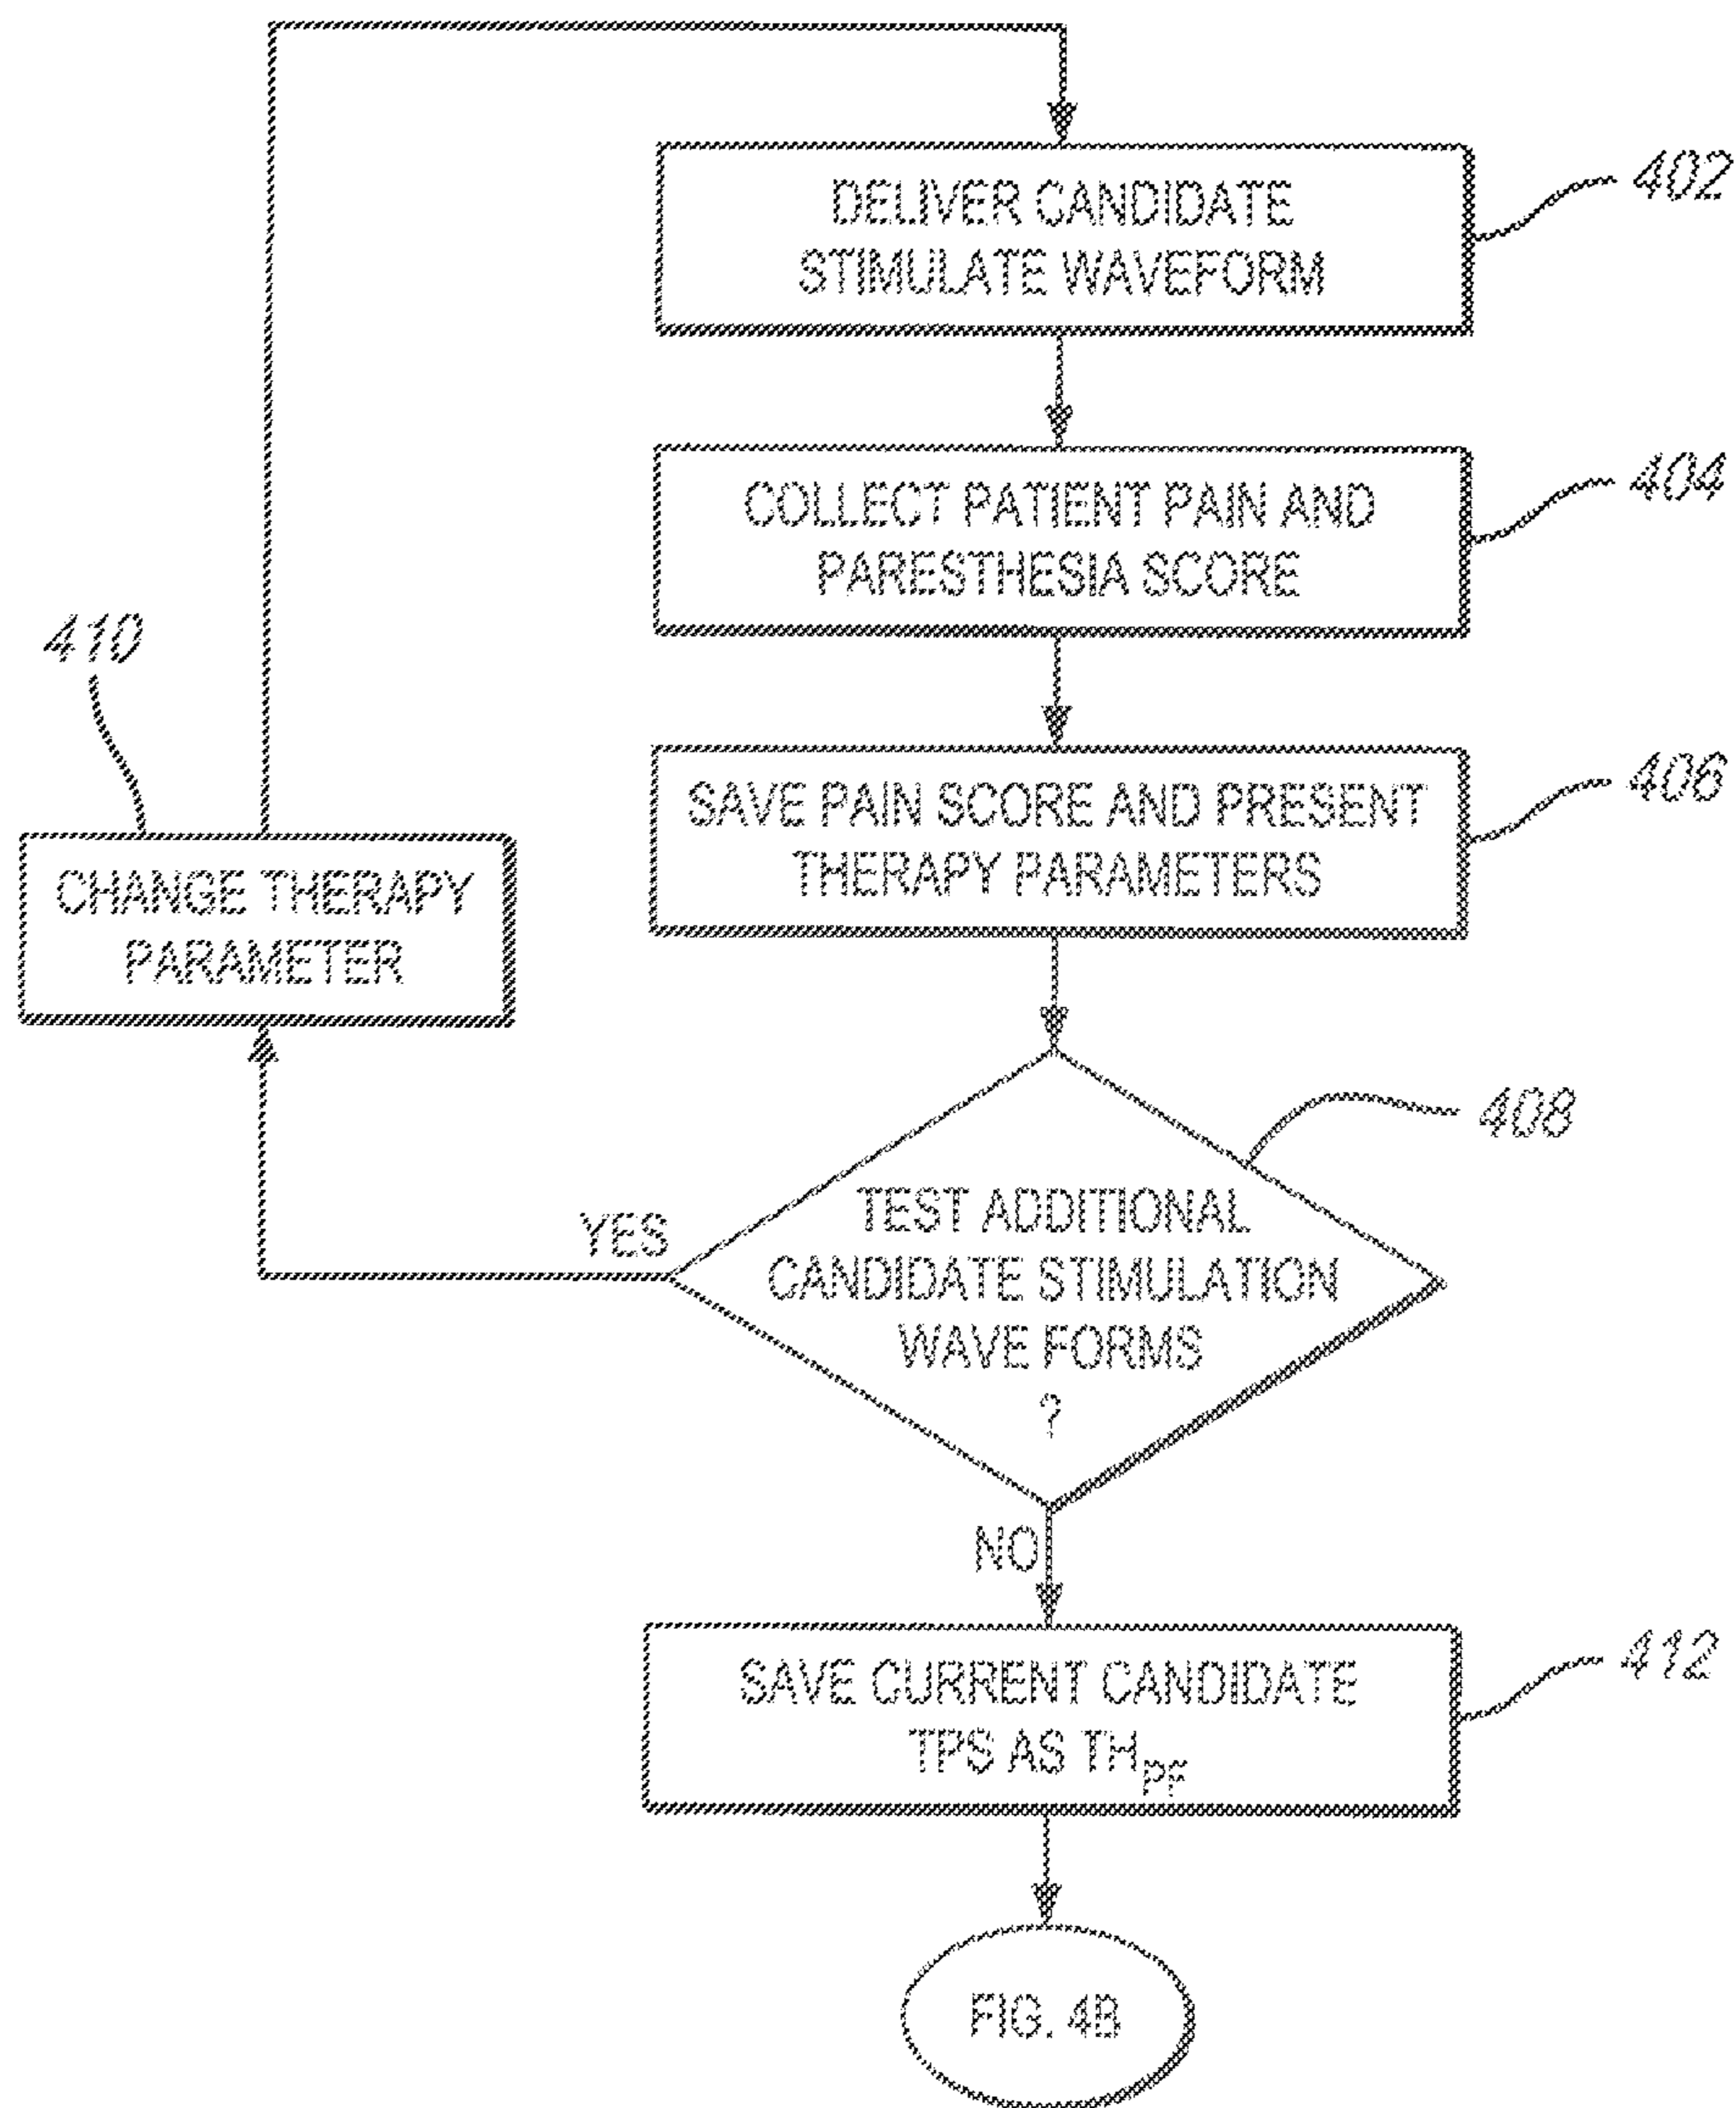 DELIVER CANDIDATE
STIMULATE WAVEFORM
402
COLLECT PATIENT PAIN AND
PARESTHESIA SCORE
404
410
SAVE PAIN SCORE AND PRESENT
THERAPY PARAMETERS
406
CHANGE THERAPY
PARAMETER
408
YES
TEST ADDITIONAL
CANDIDATE STIMULATION
WAVE FORMS
?
NO
SAVE CURRENT CANDIDATE
TPS AS TH_PF
412
FIG. 4B